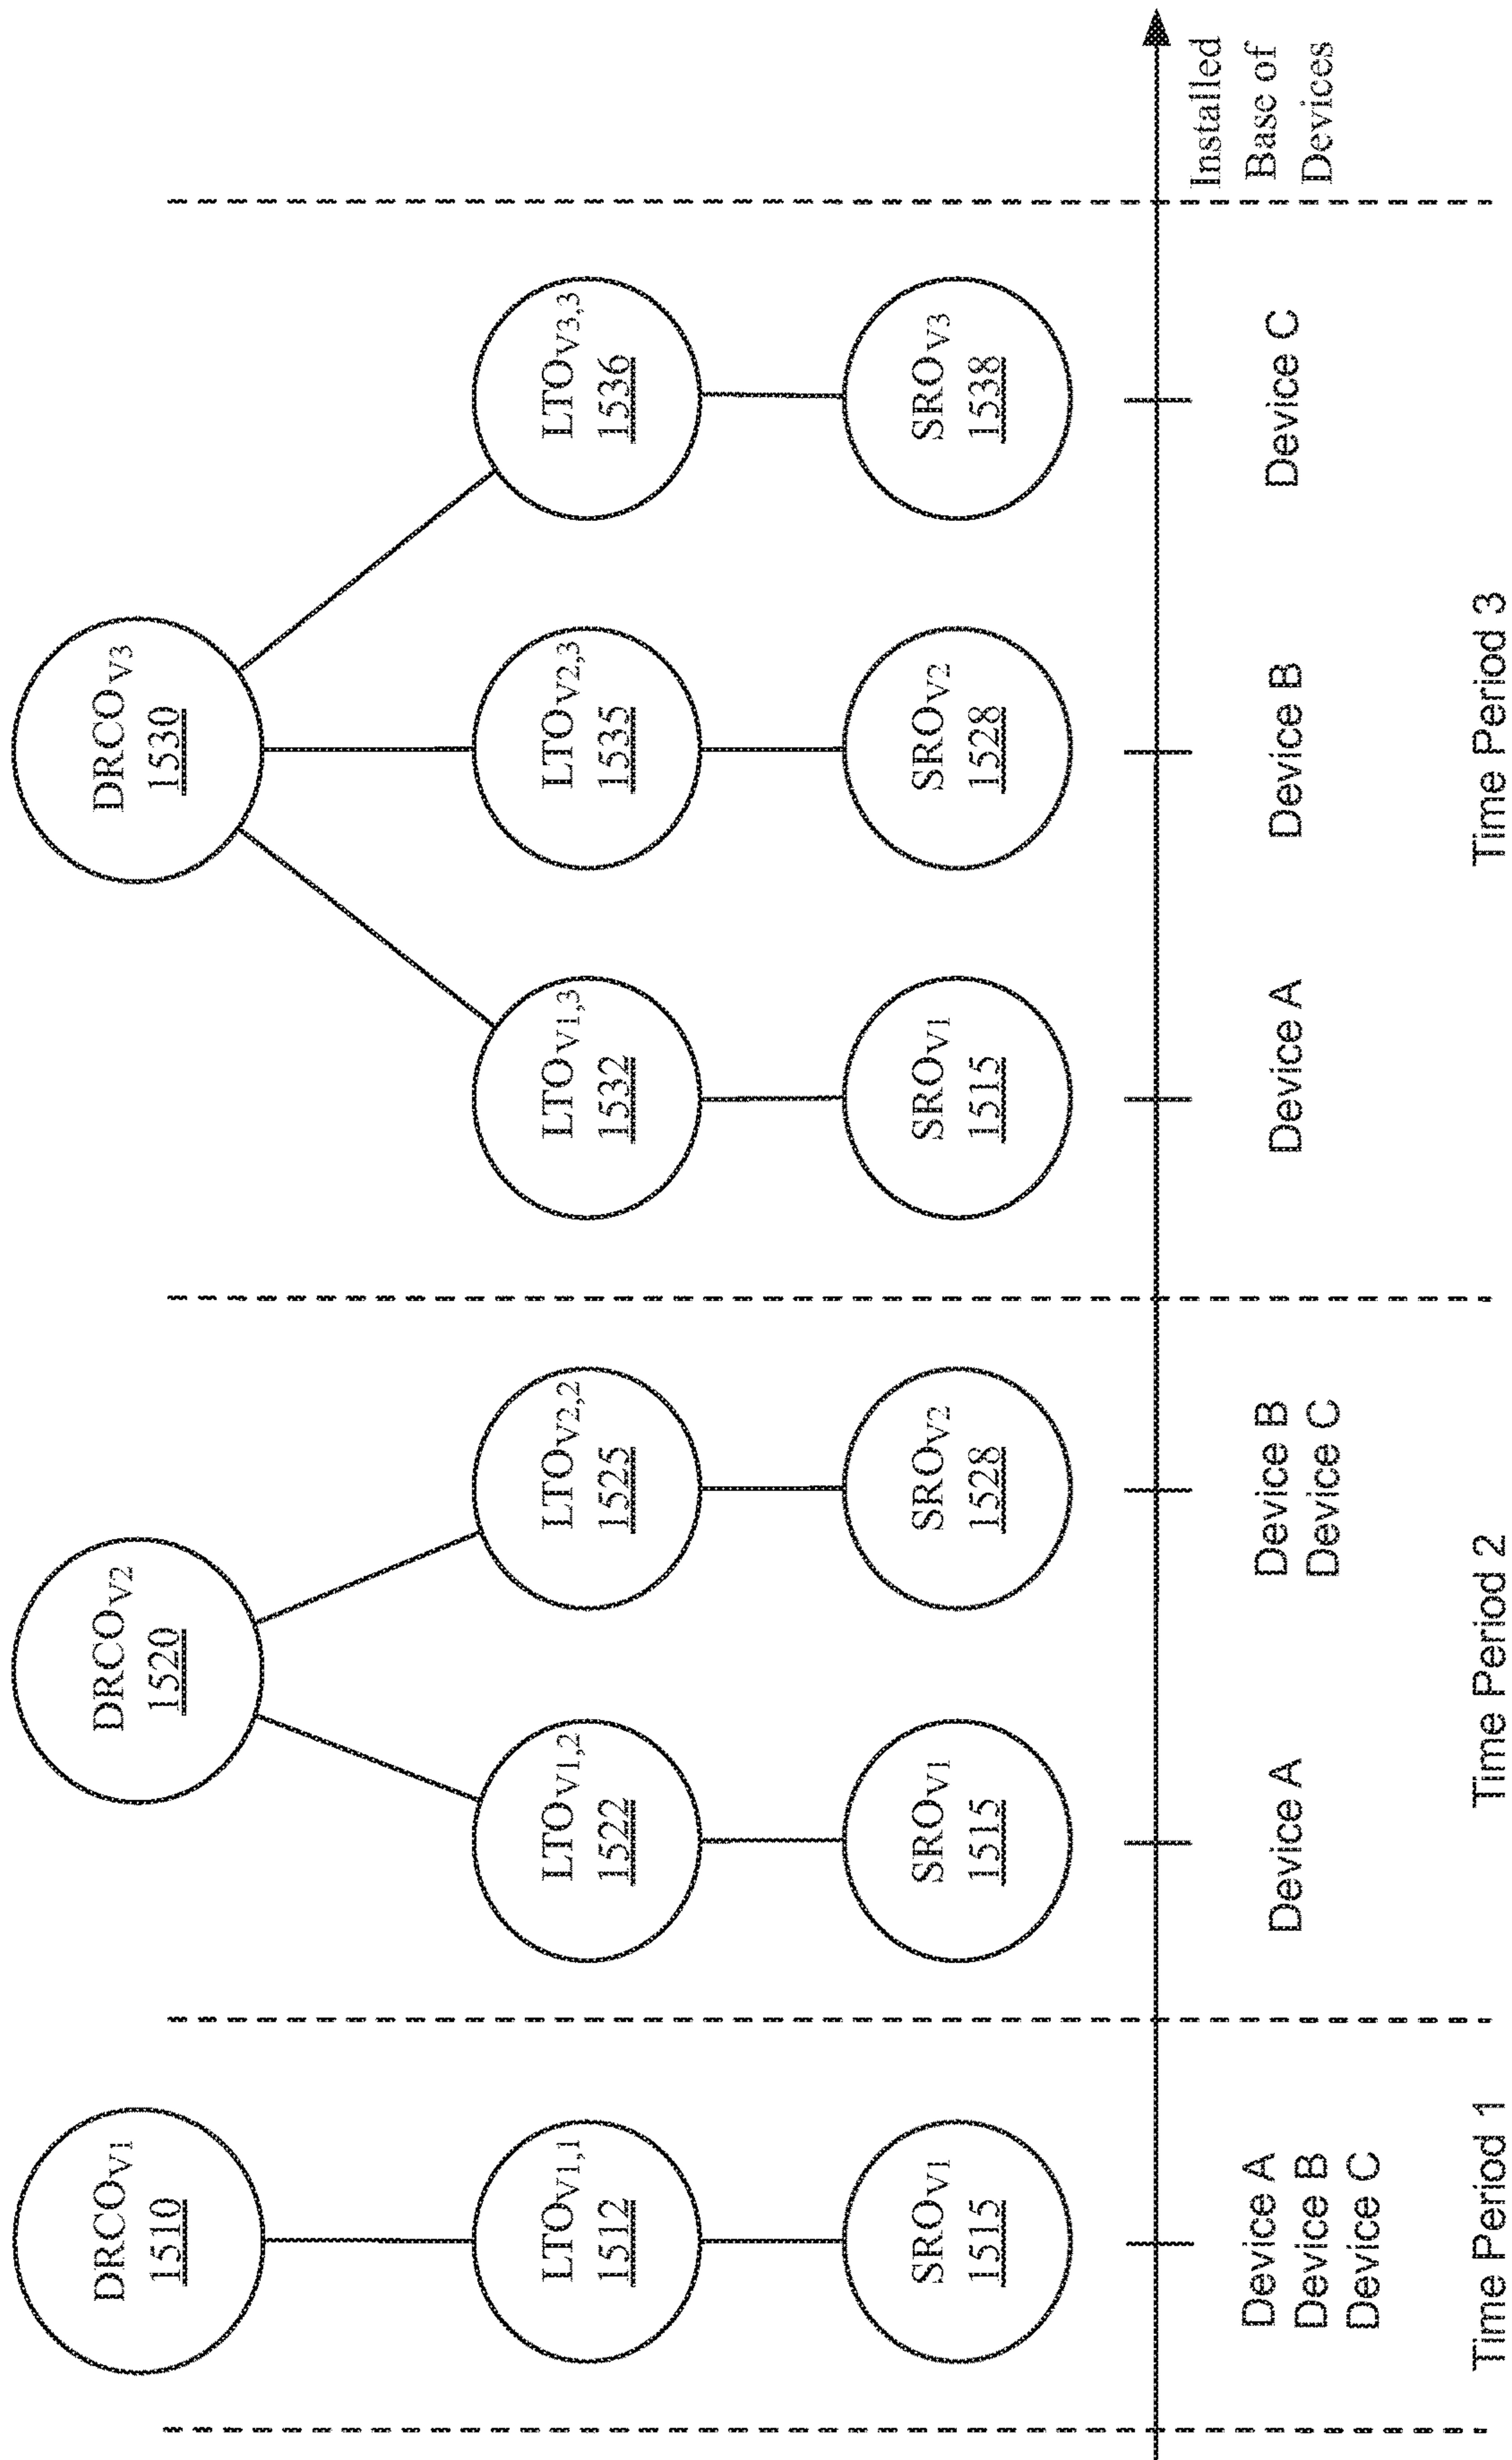 DRCOV1
1510
DRCOV2
1520
DRCOV3
1530
LTOV1,1
1512
LTOV1,2
1522
LTOV2,2
1525
LTOV1,3
1532
LTOV2,3
1535
LTOV3,3
1536
SROV1
1515
SROV1
1515
SROV2
1528
SROV1
1515
SROV2
1528
SROV3
1538
Installed
Base of
Devices
Device A
Device B
Device C
Device A
Device B
Device C
Device A
Device B
Device C
Time Period 1
Time Period 2
Time Period 3